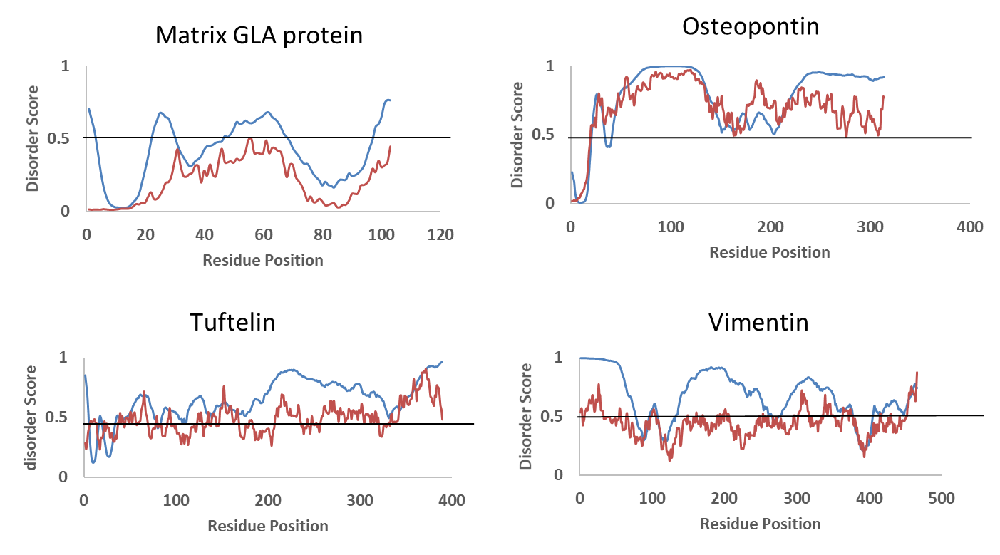 Matrix GLA protein
1
0.5
0
Disorder Score
0 20 40 60 80 100 120
Residue Position
Osteopontin
1
0.5
0
Disorder Score
0 100 200 300 400
Residue Position
Tuftelin
1
0.5
0
disorder Score
0 100 200 300 400
Residue Position
Vimentin
1
0.5
0
Disorder Score
0 100 200 300 400 500
Residue Position